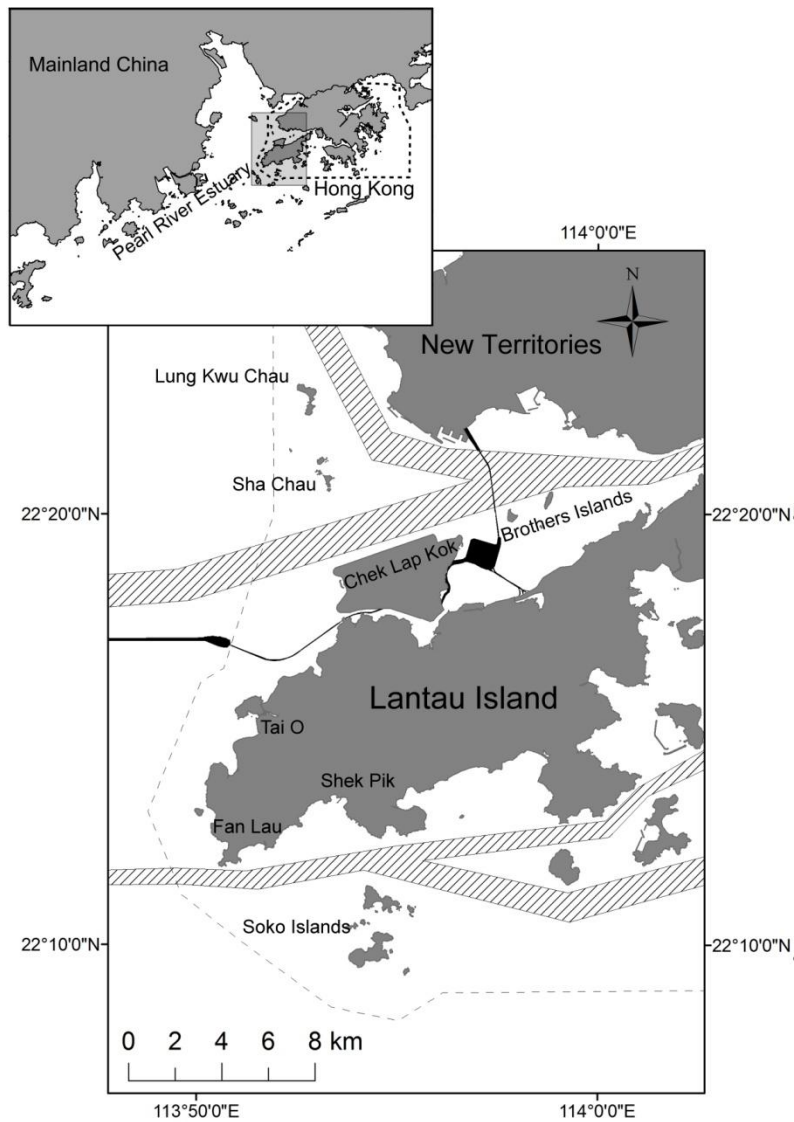 Mainland China
Pearl River Estuary
Hong Kong
114°0'0"E
N
New Territories
Lung Kwu Chau
Sha Chau
22°20'0"N
22°20'0"N
Brothers Islands
Chek Lap Kok
Lantau Island
Tai O
Shek Pik
Fan Lau
Soko Islands
22°10'0"N
22°10'0"N
0 2 4 6 8 km
113°50'0"E
114°0'0"E